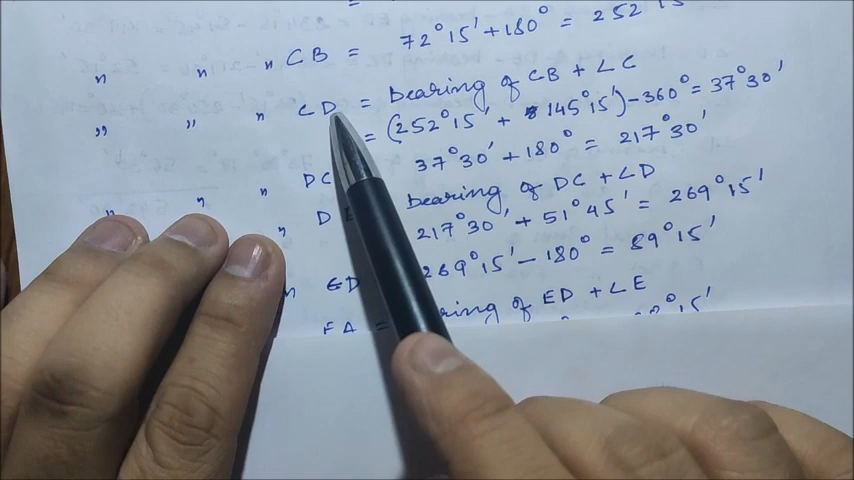 =
" " " CB = 72°15' + 180° = 252°15'
" " " CD = bearing of CB + ∠C
= (252°15' + 145°15') - 360° = 37°30'
" DC 37°30' + 180° = 217°30'
" " " D bearing of DC + ∠D
217°30' + 51°45' = 269°15'
" ED 269°15' - 180° = 89°15'
EA = bearing of ED + ∠E